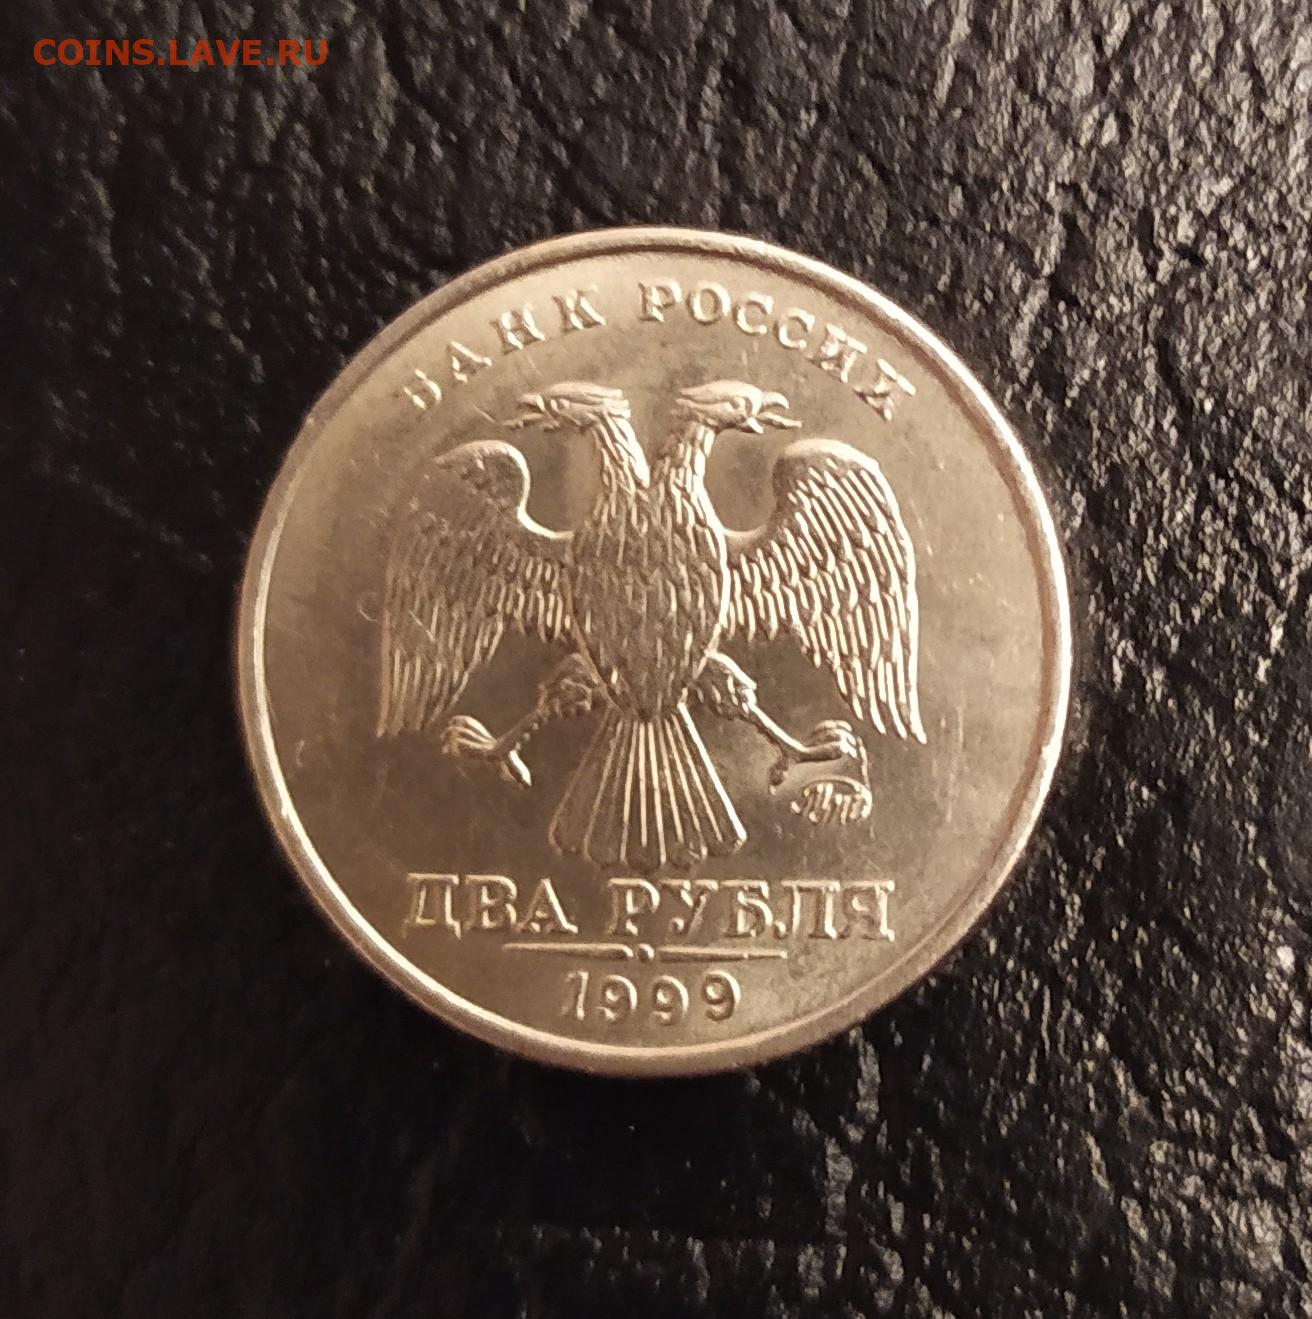 COINS.LAVE.RU
БАНК РОССИИ
ДВА РУБЛЯ
1999